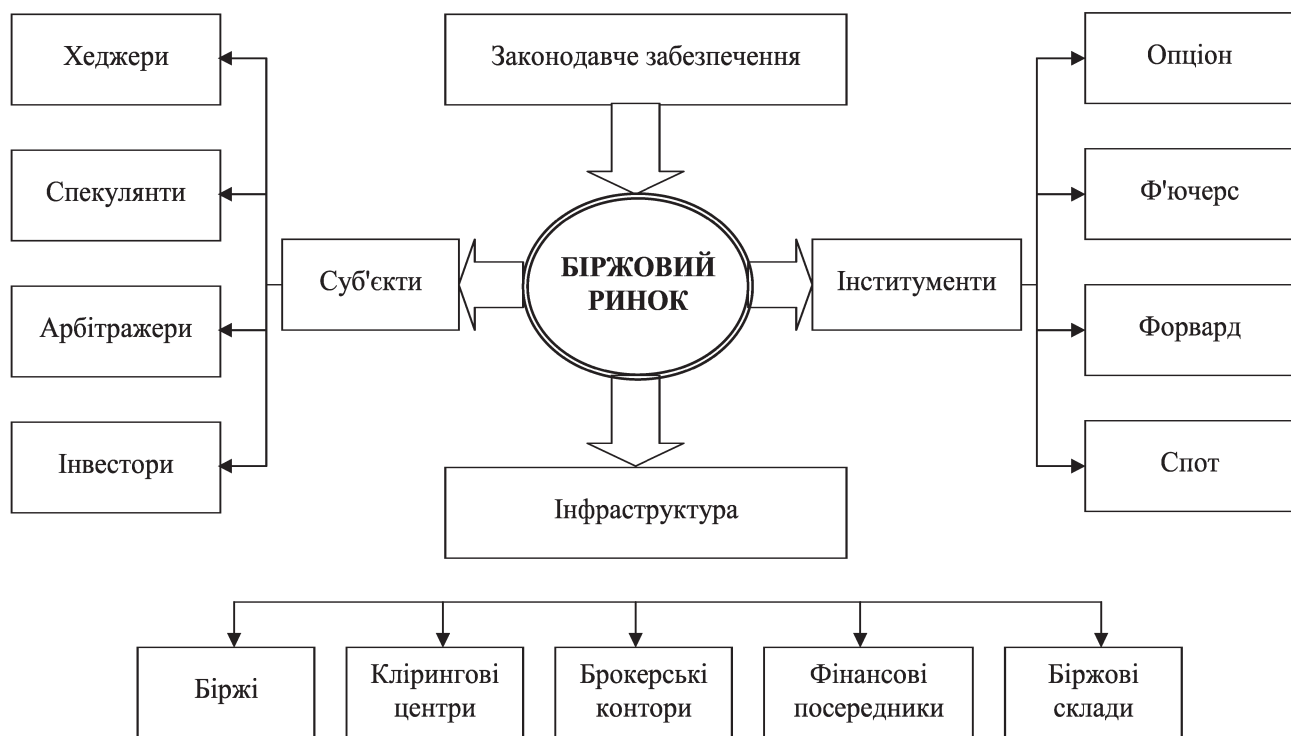 Хеджери
Законодавче забезпечення
Опціон
Спекулянти
Ф'ючерс
Суб'єкти
БІРЖОВИЙ
РИНОК
Інститументи
Арбітражери
Форвард
Інвестори
Спот
Інфраструктура
Біржі
Клірингові
центри
Брокерські
контори
Фінансові
посередники
Біржові
склади